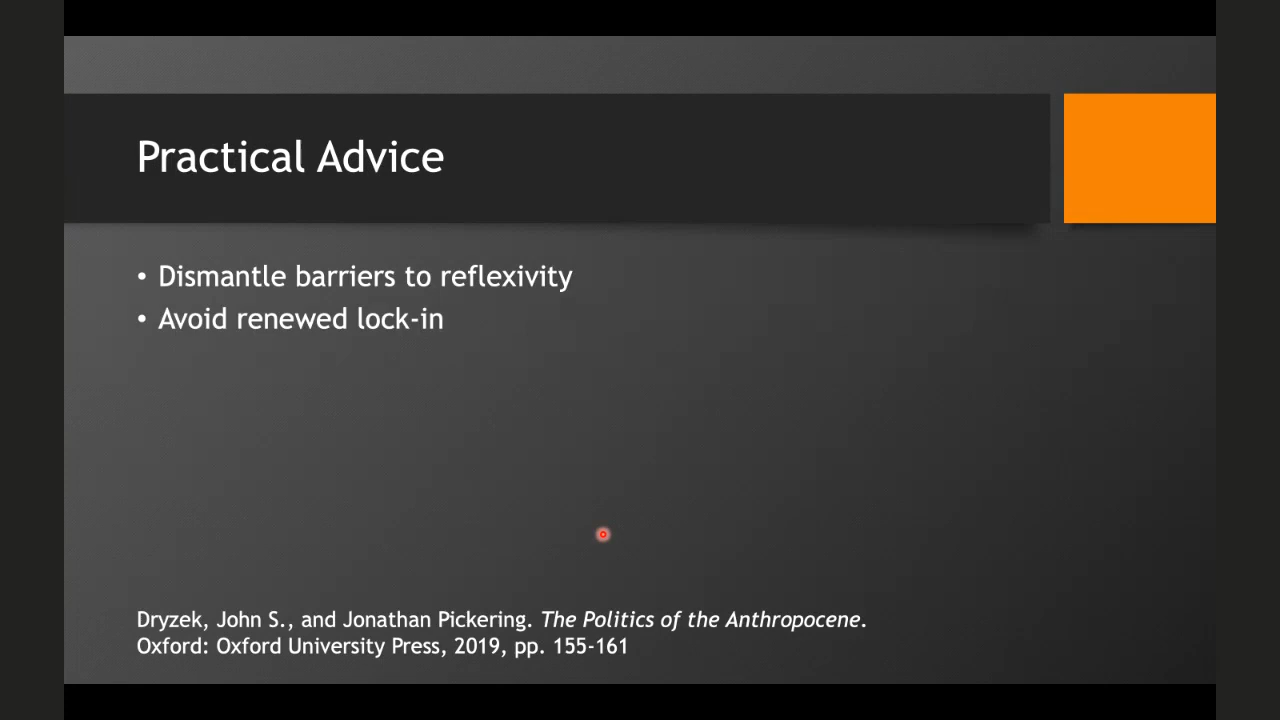 Practical Advice
• Dismantle barriers to reflexivity
• Avoid renewed lock-in
Dryzek, John S., and Jonathan Pickering. The Politics of the Anthropocene.
Oxford: Oxford University Press, 2019, pp. 155-161